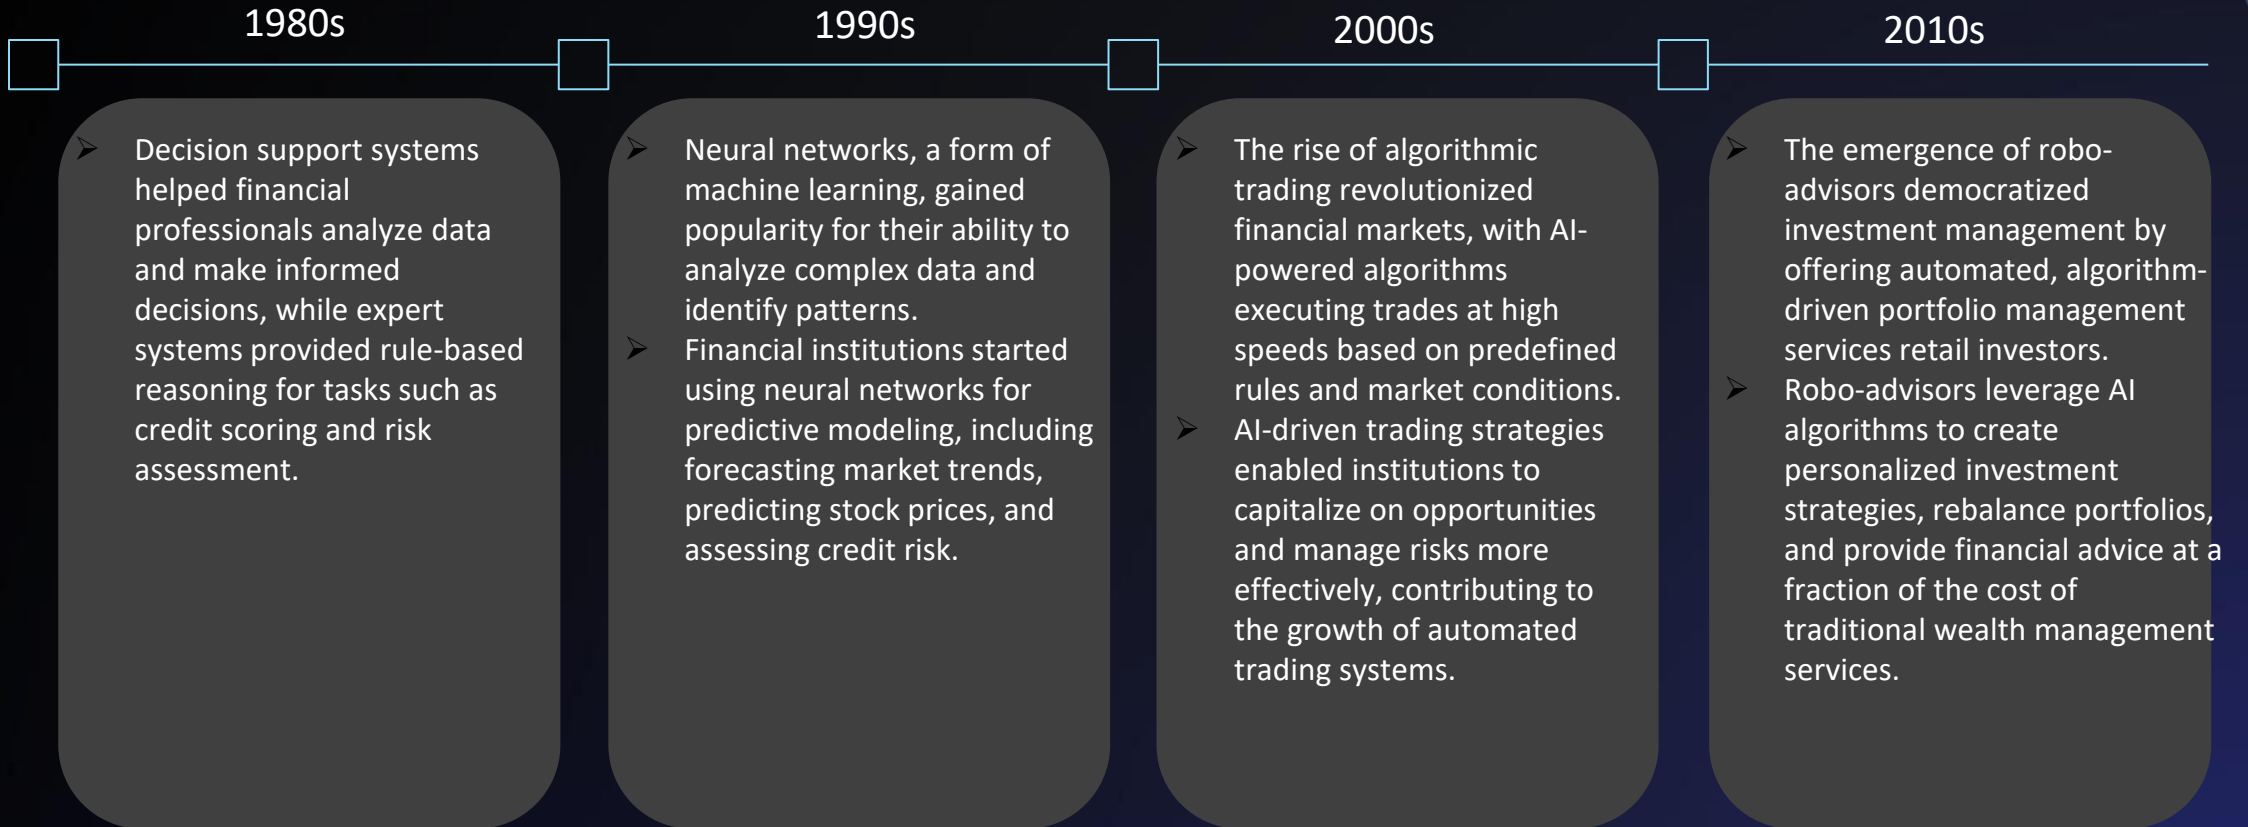 1980s
Decision support systems
helped financial
professionals analyze data
and make informed
decisions, while expert
systems provided rule-based
reasoning for tasks such as
credit scoring and risk
assessment.
1990s
Neural networks, a form of
machine learning, gained
popularity for their ability to
analyze complex data and
identify patterns.
Financial institutions started
using neural networks for
predictive modeling, including
forecasting market trends,
predicting stock prices, and
assessing credit risk.
2000s
The rise of algorithmic
trading revolutionized
financial markets, with AI-
powered algorithms
executing trades at high
speeds based on predefined
rules and market conditions.
AI-driven trading strategies
enabled institutions to
capitalize on opportunities
and manage risks more
effectively, contributing to
the growth of automated
trading systems.
2010s
The emergence of robo-
advisors democratized
investment management by
offering automated, algorithm-
driven portfolio management
services retail investors.
Robo-advisors leverage AI
algorithms to create
personalized investment
strategies, rebalance portfolios,
and provide financial advice at a
fraction of the cost of
traditional wealth management
services.